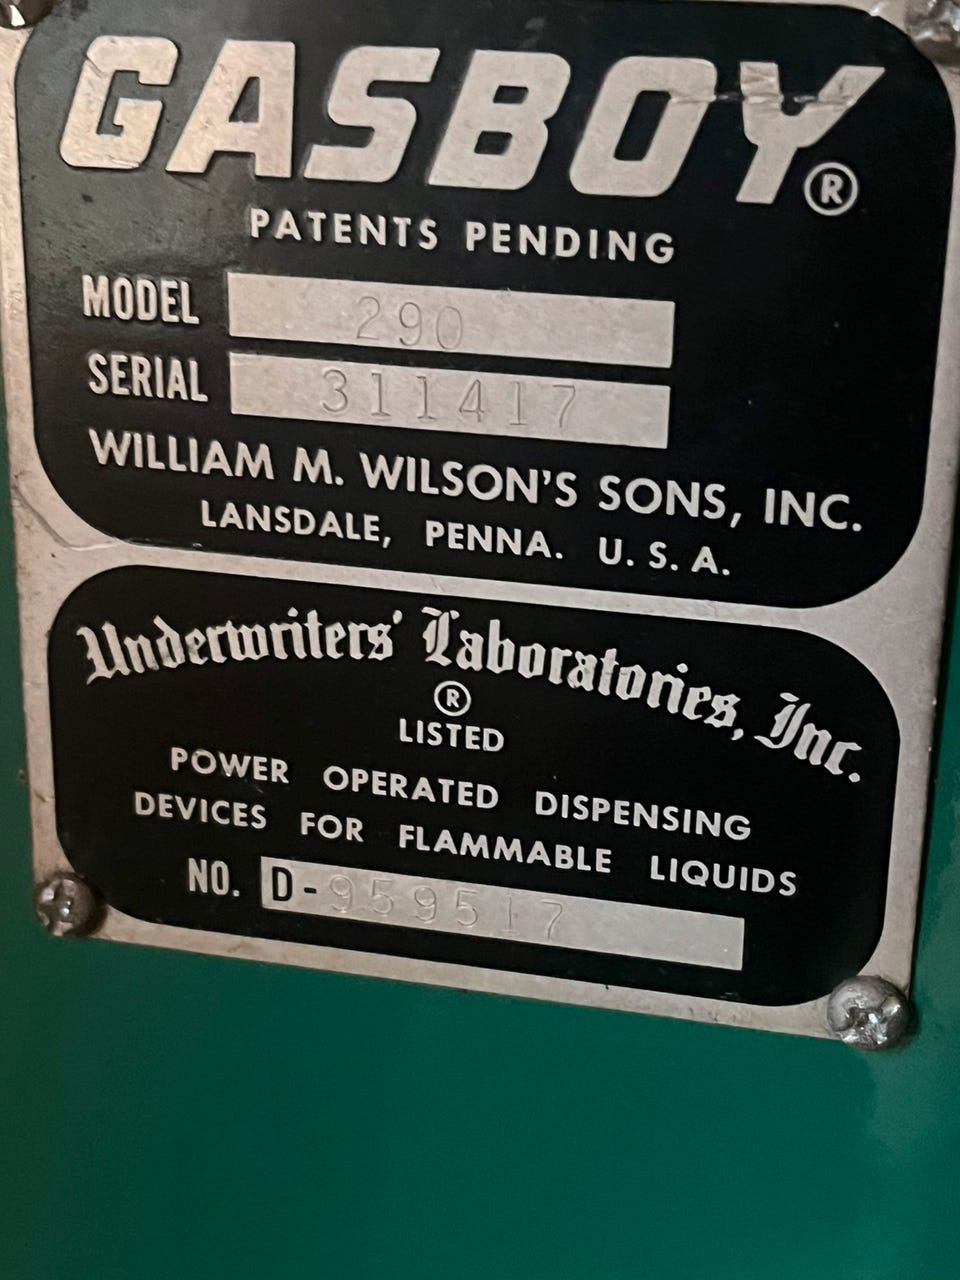 GASBOY®
PATENTS PENDING
MODEL 290
SERIAL 311417
WILLIAM M. WILSON'S SONS, INC.
LANSDALE, PENNA. U. S. A.
Underwriters' Laboratories, Inc.
®
LISTED
POWER OPERATED DISPENSING
DEVICES FOR FLAMMABLE LIQUIDS
NO. D-959517